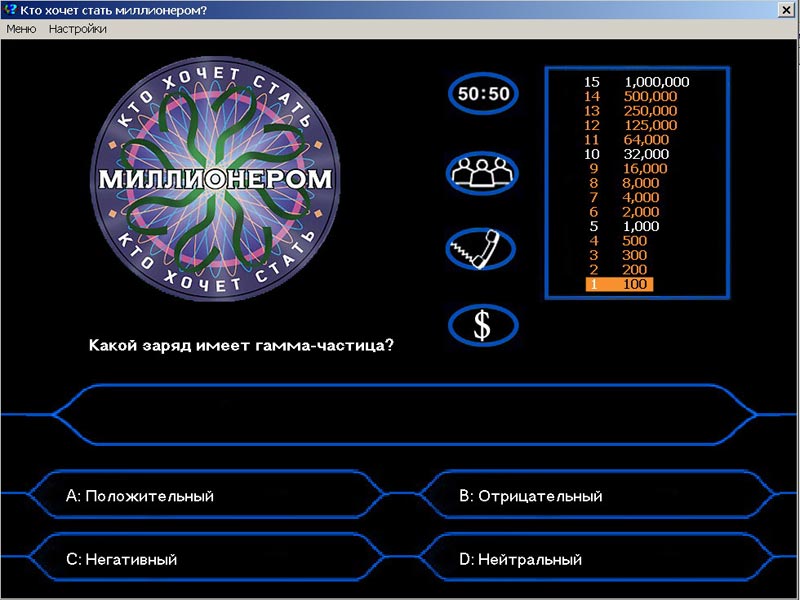 Кто хочет стать миллионером?
Меню Настройки
КТО ХОЧЕТ СТАТЬ
МИЛЛИОНЕРОМ
КТО ХОЧЕТ СТАТЬ
50:50
$
15 1,000,000
14 500,000
13 250,000
12 125,000
11 64,000
10 32,000
9 16,000
8 8,000
7 4,000
6 2,000
5 1,000
4 500
3 300
2 200
1 100
Какой заряд имеет гамма-частица?
A: Положительный
B: Отрицательный
C: Негативный
D: Нейтральный